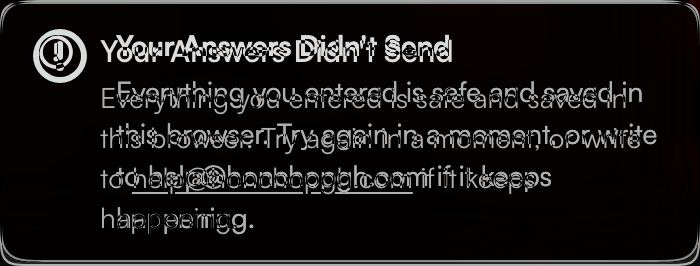 Your Answers Didn't Send
Everything you entered is safe and saved in
this browser. Try again in a moment, or write
to if it keeps
happening.